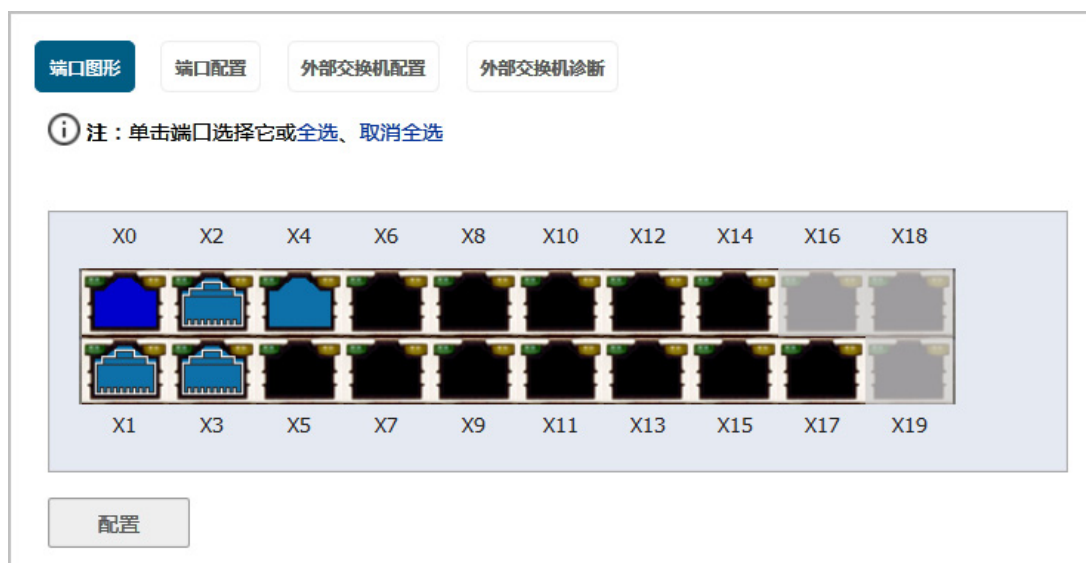 端口图形 端口配置 外部交换机配置 外部交换机诊断
注：单击端口选择它或全选、取消全选
X0 X2 X4 X6 X8 X10 X12 X14 X16 X18
X1 X3 X5 X7 X9 X11 X13 X15 X17 X19
配置